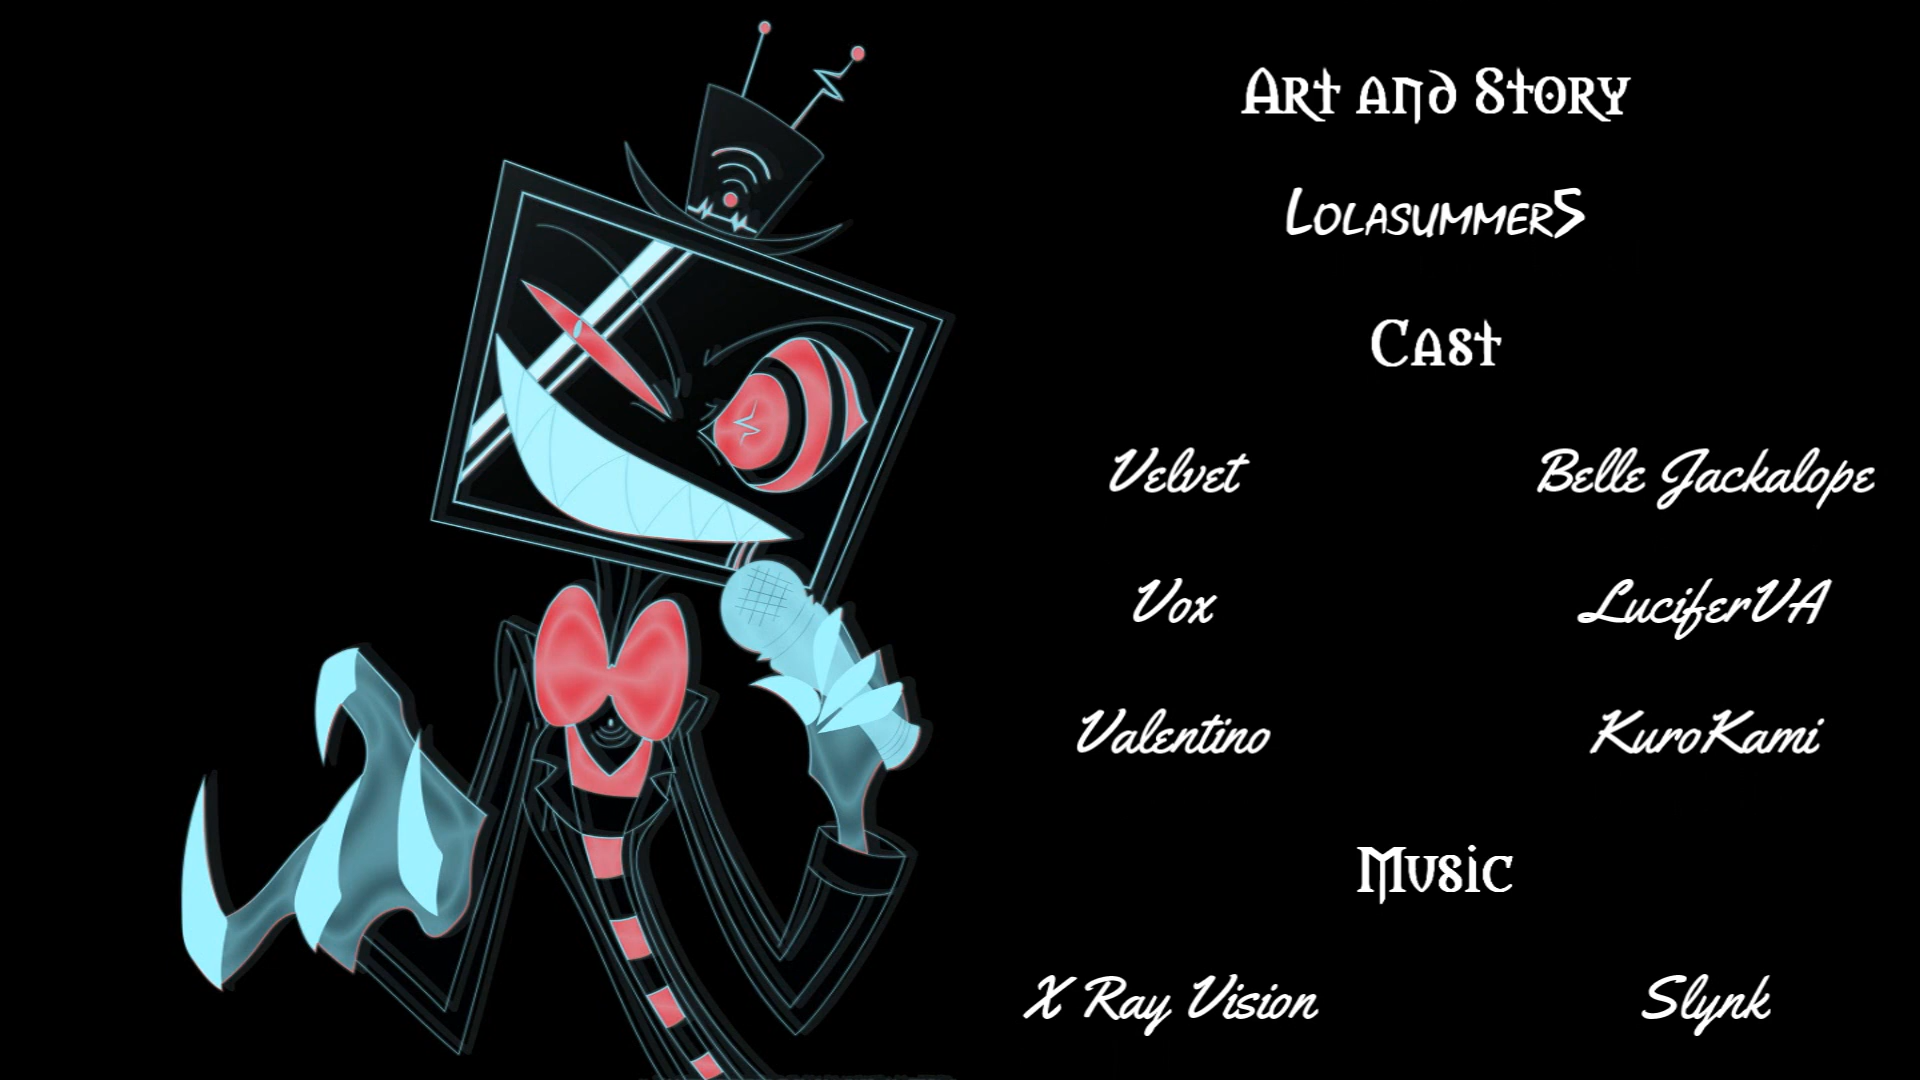 Art and Story
Lolasummer5
Cast
Velvet Belle Jackalope
Vox LuciferVA
Valentino KuroKami
Music
X Ray Vision Slynk